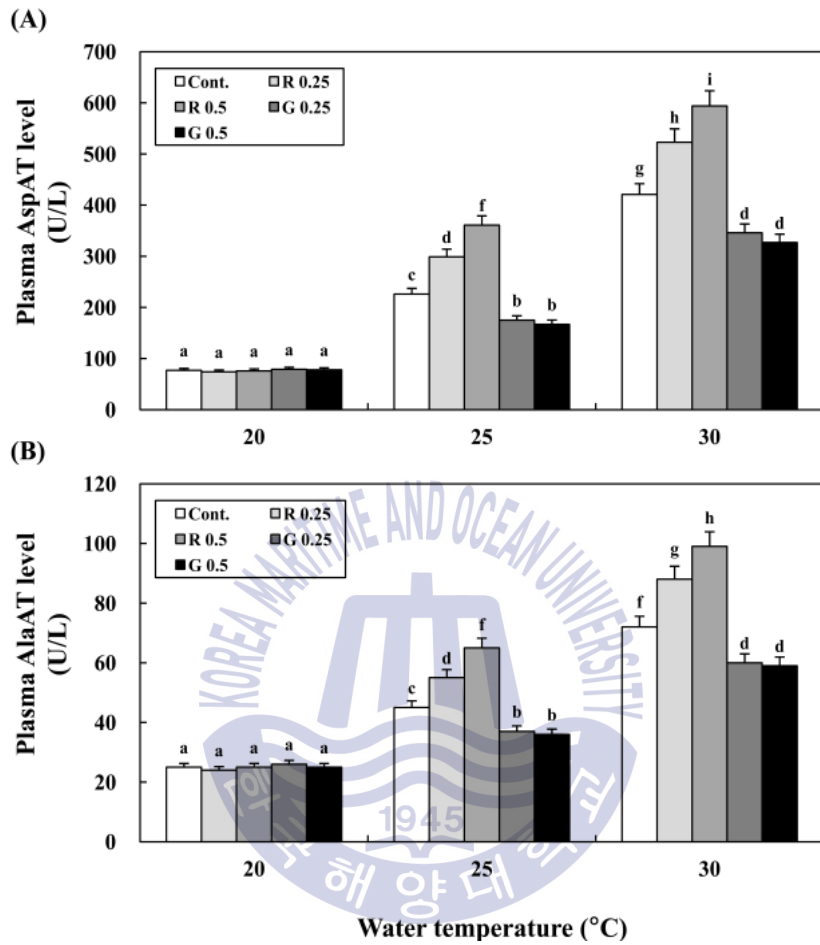 (A)
Plasma AspAT level
(U/L)
700
600
500
400
300
200
100
0
Cont. R 0.25
R 0.5 G 0.25
G 0.5
a a a a a
c d f b b
g h i d d
20 25 30
(B)
Plasma AlaAT level
(U/L)
120
100
80
60
40
20
0
Cont. R 0.25
R 0.5 G 0.25
G 0.5
a a a a a
c d f b b
f g h d d
20 25 30
Water temperature (°C)
KOREA MARITIME AND OCEAN UNIVERSITY
1945
한국해양대학교